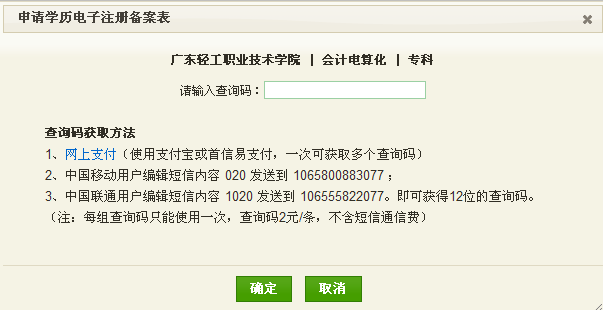 申请学历电子注册备案表
广东轻工职业技术学院 | 会计电算化 | 专科
请输入查询码：
查询码获取方法
1、网上支付（使用支付宝或首信易支付，一次可获取多个查询码）
2、中国移动用户编辑短信内容 020 发送到 1065800883077；
3、中国联通用户编辑短信内容 1020 发送到 106555822077。即可获得12位的查询码。
（注：每组查询码只能使用一次，查询码2元/条，不含短信通信费）
确定 取消